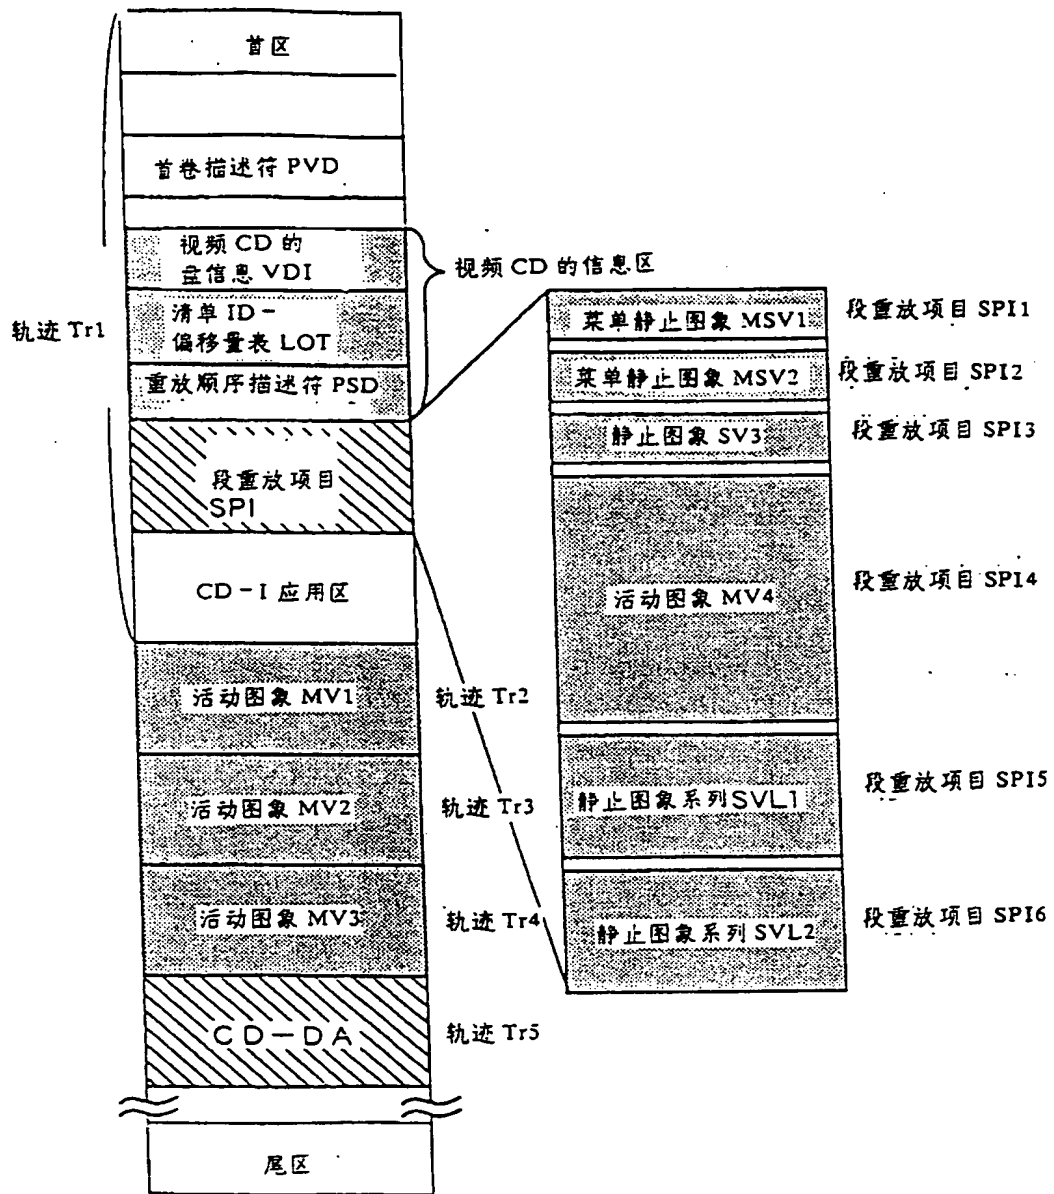 首区
首卷描述符 PVD
视频 CD 的
盘信息 VDI
清单 ID-
偏移量表 LOT
重放顺序描述符 PSD
视频 CD 的信息区
轨迹 Tr1
段重放项目
SPI
CD-I 应用区
活动图象 MV1
轨迹 Tr2
活动图象 MV2
轨迹 Tr3
活动图象 MV3
轨迹 Tr4
CD-DA
轨迹 Tr5
尾区
菜单静止图象 MSV1
段重放项目 SPI1
菜单静止图象 MSV2
段重放项目 SPI2
静止图象 SV3
段重放项目 SPI3
活动图象 MV4
段重放项目 SPI4
静止图象系列 SVL1
段重放项目 SPI5
静止图象系列 SVL2
段重放项目 SPI6